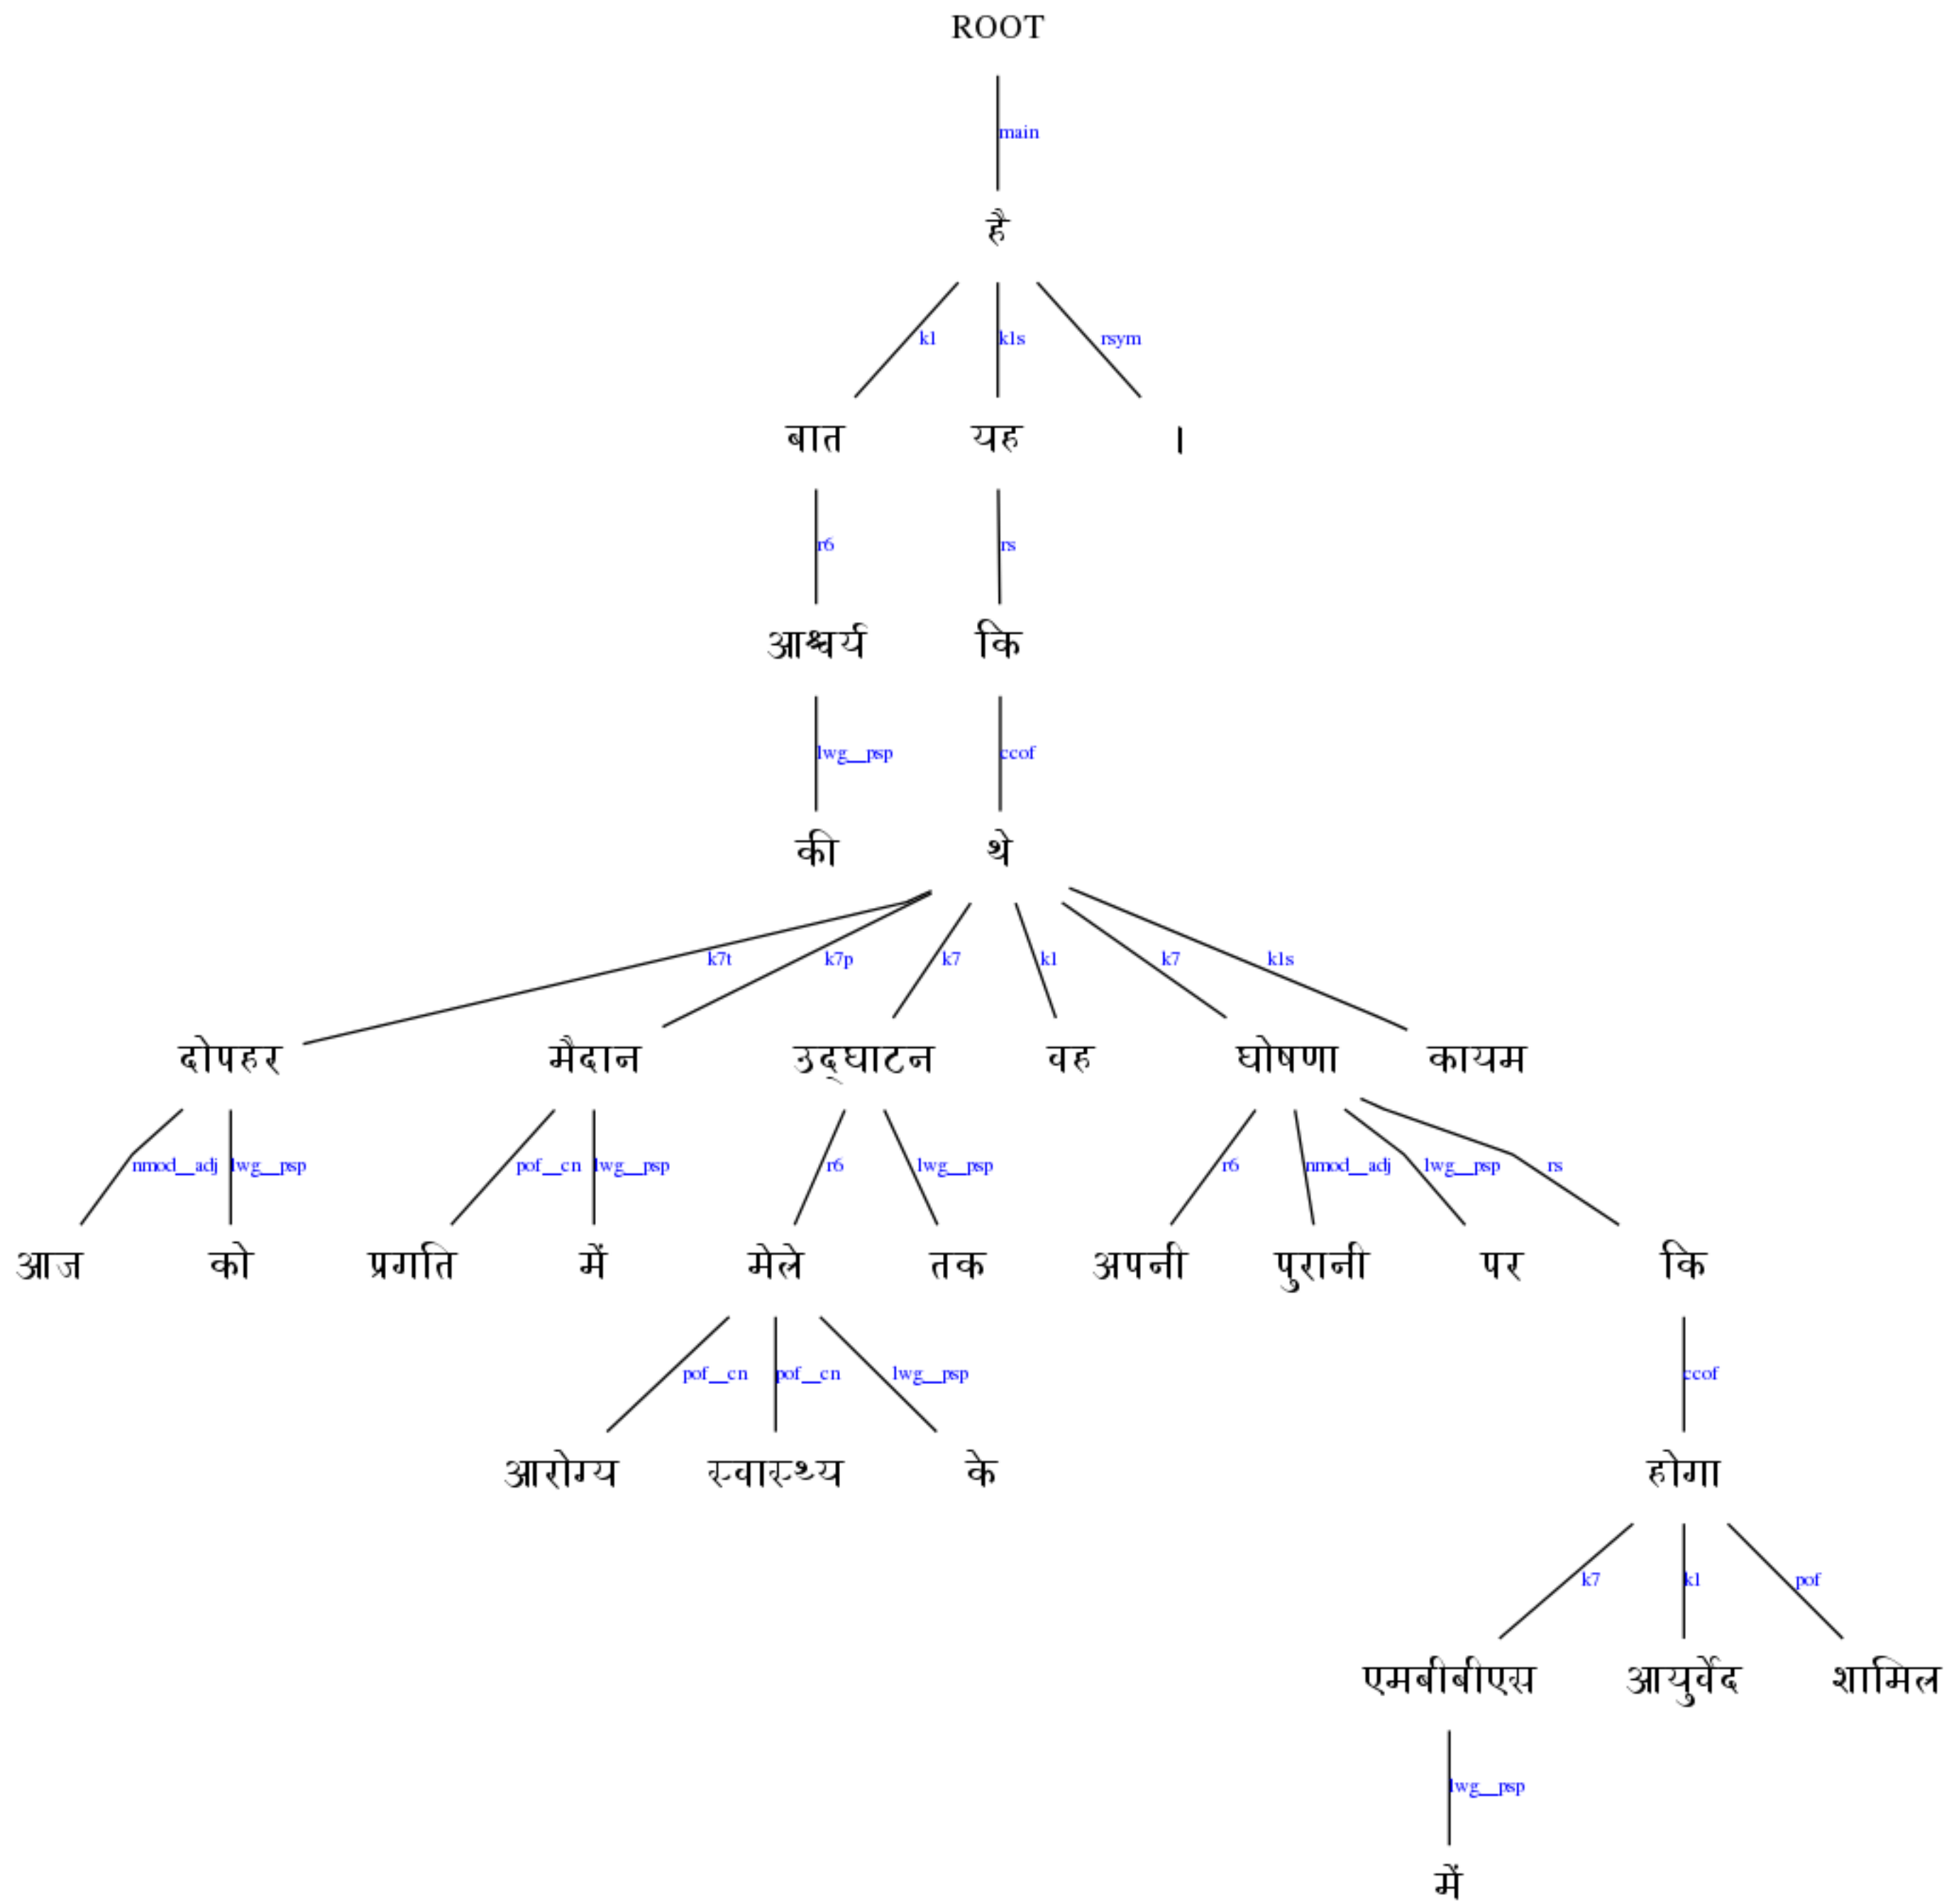 ROOT
main
है
k1 k1s rsym
बात यह ।
r6 rs
आश्चर्य कि
lwg__psp ccof
की थे
k7t k7p k7 k1 k7 k1s
दोपहर मैदान उद्घाटन वह घोषणा कायम
nmod__adj lwg__psp pof__cn lwg__psp r6 lwg__psp r6 nmod__adj lwg__psp rs
आज को प्रगति में मेले तक अपनी पुरानी पर कि
pof__cn pof__cn lwg__psp ccof
आरोग्य स्वास्थ्य के होगा
k7 k1 pof
एमबीबीएस आयुर्वेद शामिल
lwg__psp
में